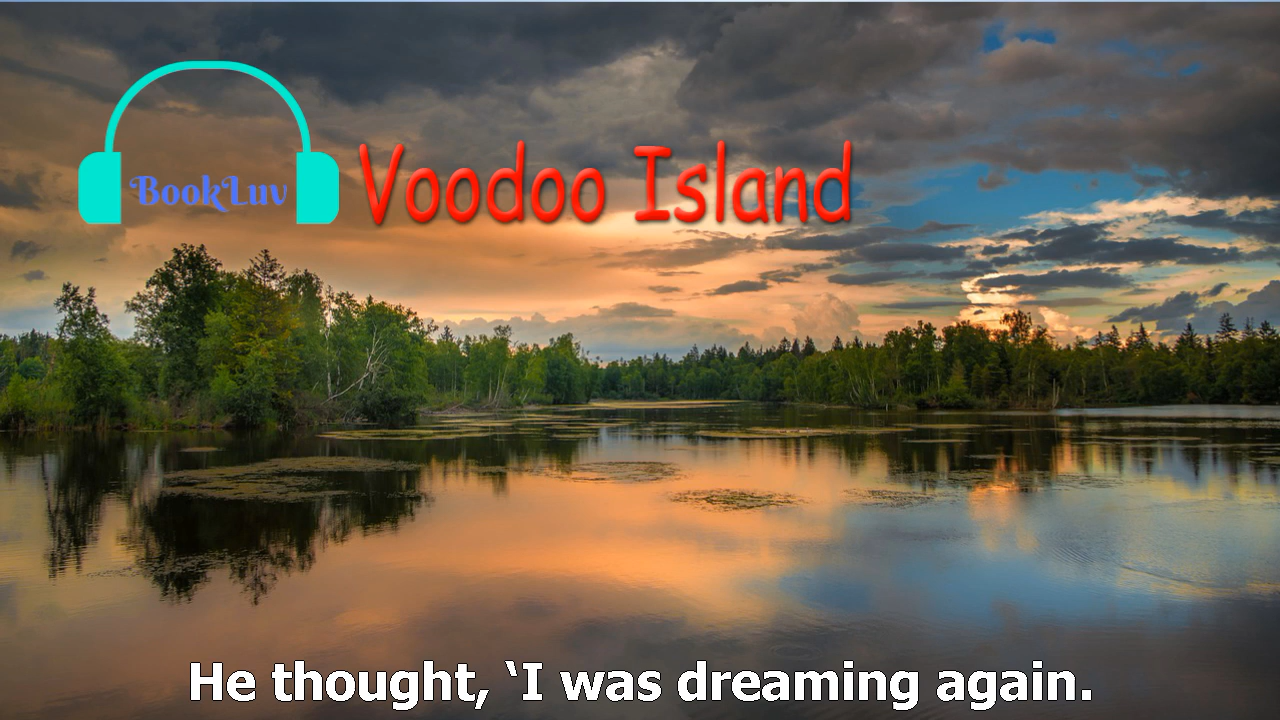 BookLuv
Voodoo Island
He thought, ‘I was dreaming again.